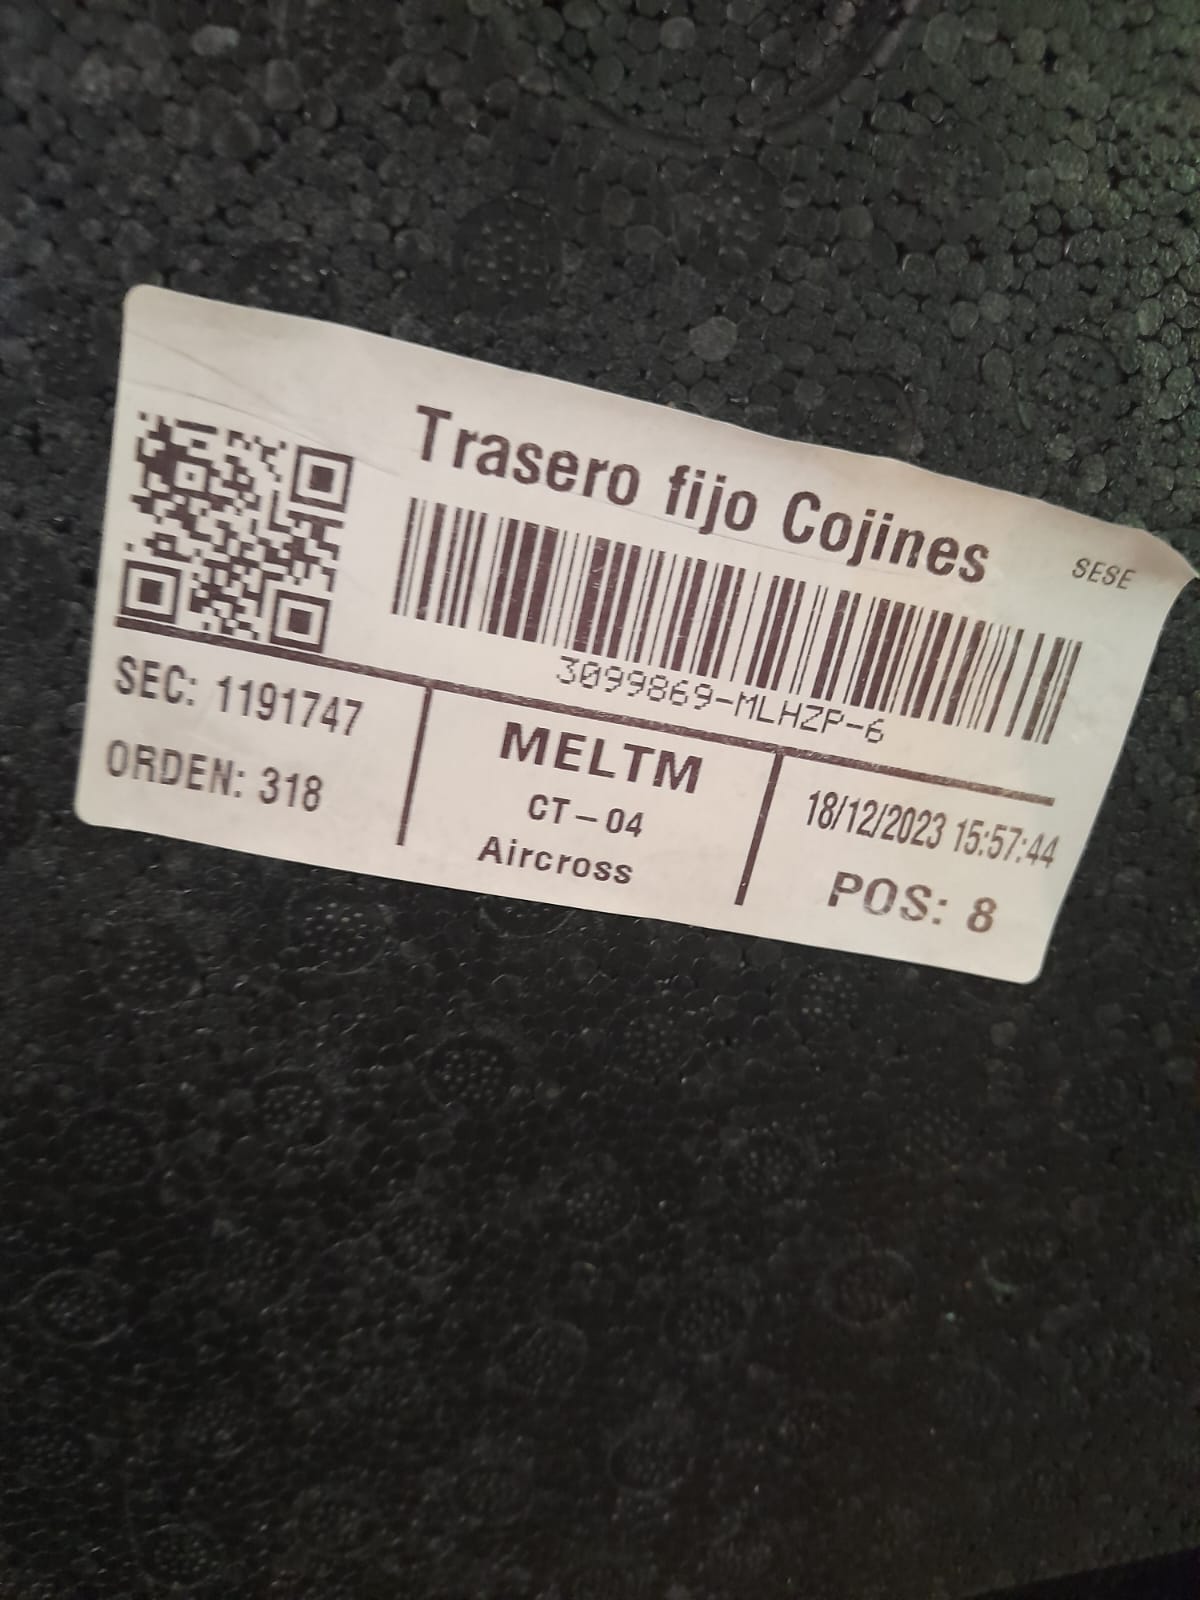 Trasero fijo Cojines
SESE
3099869-MLHZP-6
SEC: 1191747
ORDEN: 318
MELTM
CT-04
Aircross
18/12/2023 15:57:44
POS: 8